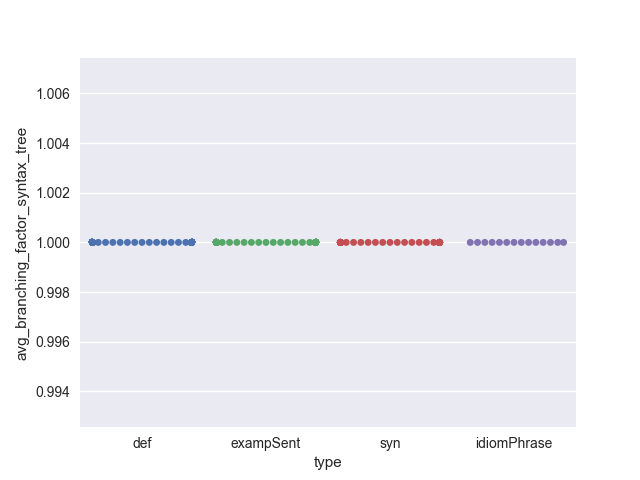 avg_branching_factor_syntax_tree
1.006
1.004
1.002
1.000
0.998
0.996
0.994
def exampSent syn idiomPhrase
type